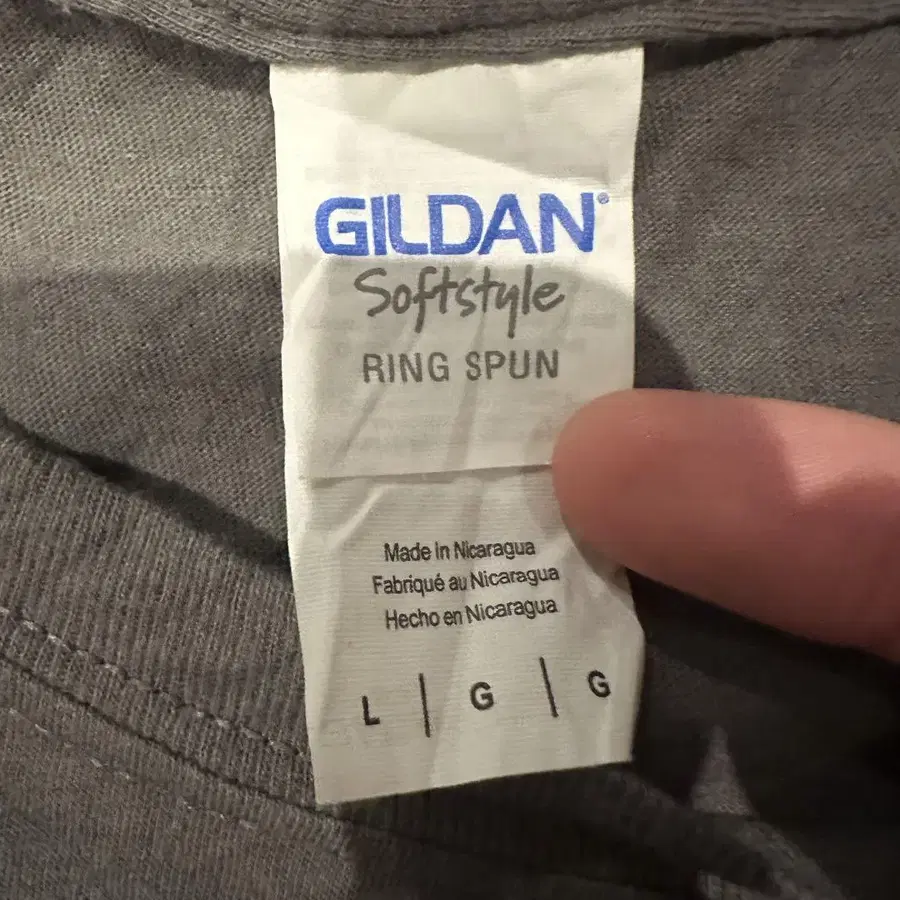 GILDAN®
Softstyle
RING SPUN
Made in Nicaragua
Fabriqué au Nicaragua
Hecho en Nicaragua
L | G | G